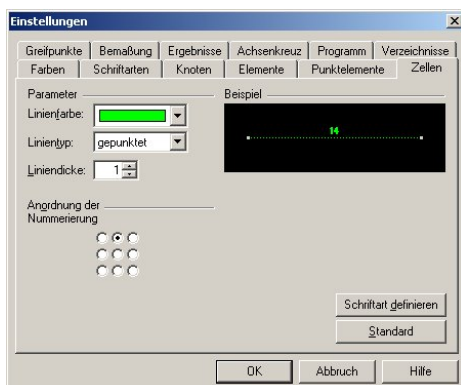 Einstellungen
Greifpunkte Bemaßung Ergebnisse Achsenkreuz Programm Verzeichnisse
Farben Schriftarten Knoten Elemente Punktelemente Zellen
Parameter
Beispiel
Linienfarbe:
14
Linientyp: gepunktet
Liniendicke: 1
Anordnung der
Nummerierung
Schriftart definieren
Standard
OK Abbruch Hilfe